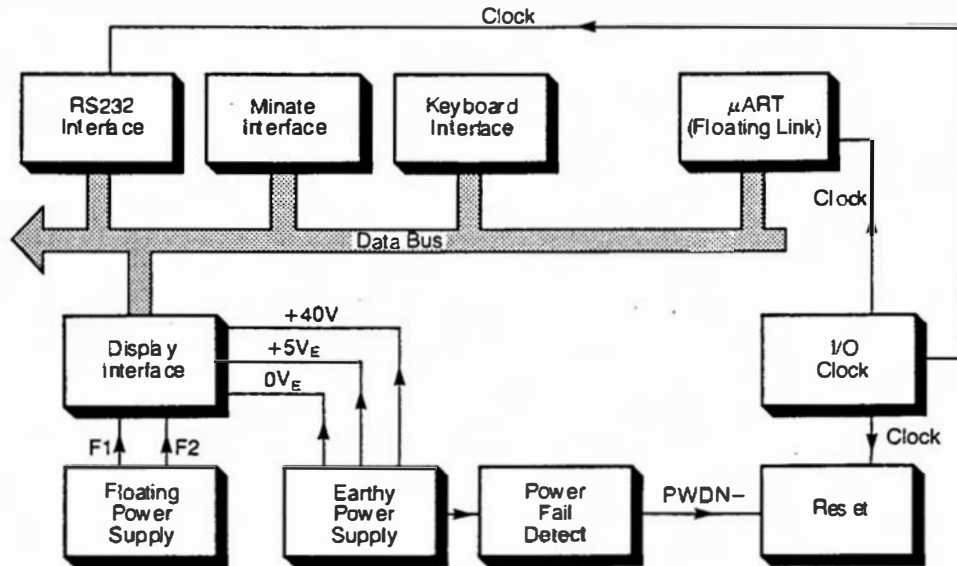 Clock
RS232
Interface
Minate
Interface
Keyboard
Interface
µART
(Floating Link)
Clock
Data Bus
+40V
+5VE
0VE
Display
Interface
I/O
Clock
F1
F2
Clock
Floating
Power
Supply
Earthy
Power
Supply
Power
Fail
Detect
PWDN–
Reset